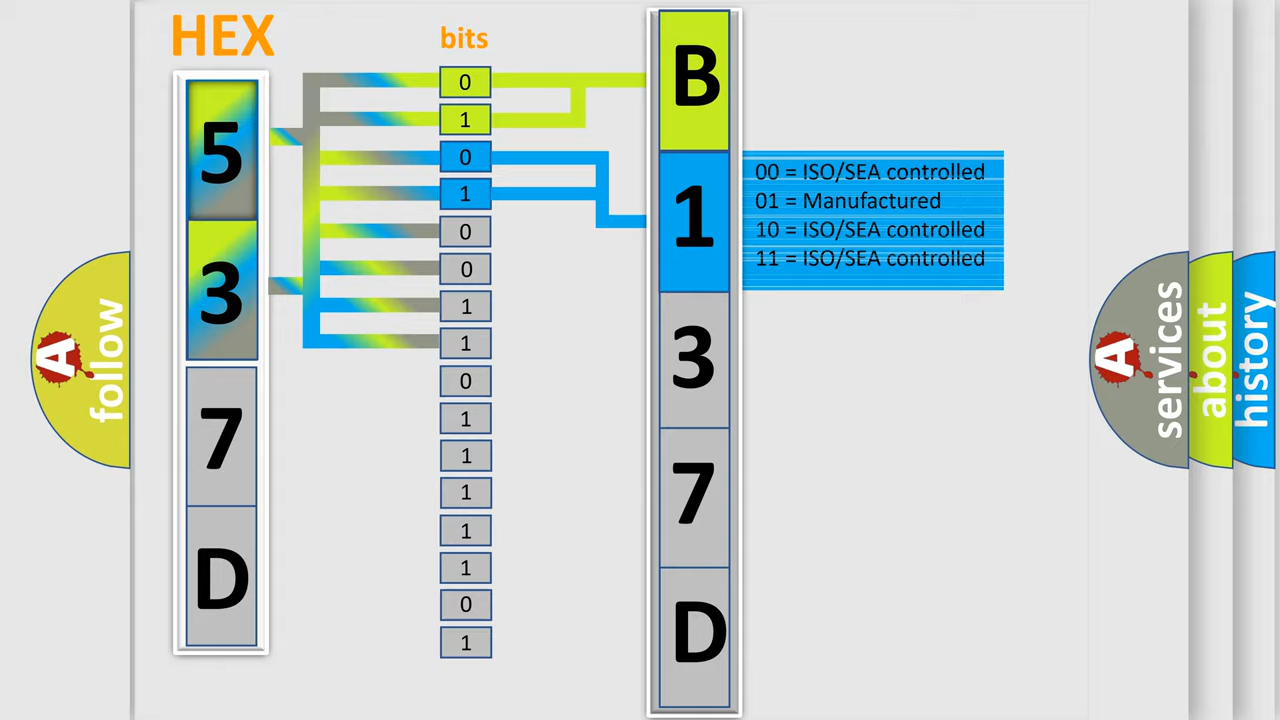 HEX
bits
5
3
7
D
0
1
0
1
0
0
1
1
0
1
1
1
1
1
0
1
B
1
3
7
D
00 = ISO/SEA controlled
01 = Manufactured
10 = ISO/SEA controlled
11 = ISO/SEA controlled
A
follow
A
services
about
history